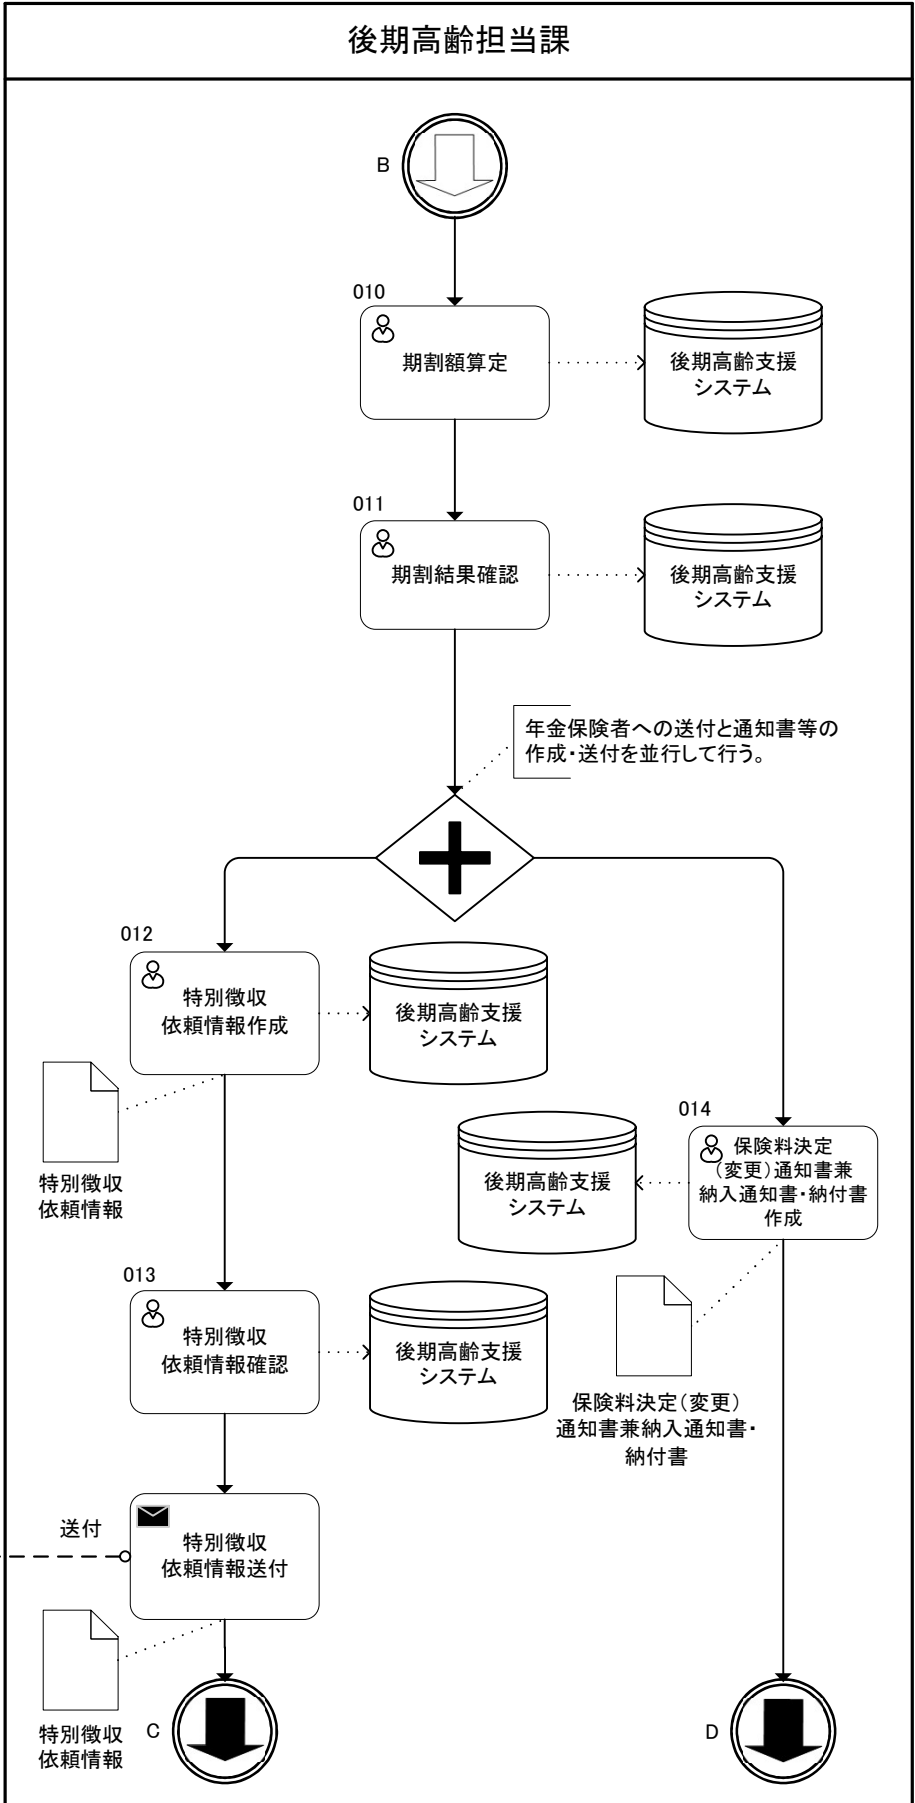 後期高齢担当課
B
010
期割額算定
後期高齢支援
システム
011
期割結果確認
後期高齢支援
システム
年金保険者への送付と通知書等の
作成・送付を並行して行う。
012
特別徴収
依頼情報作成
後期高齢支援
システム
特別徴収
依頼情報
014
保険料決定
（変更）通知書兼
納入通知書・納付書
作成
後期高齢支援
システム
保険料決定（変更）
通知書兼納入通知書・
納付書
013
特別徴収
依頼情報確認
後期高齢支援
システム
送付
特別徴収
依頼情報送付
特別徴収
依頼情報
C
D